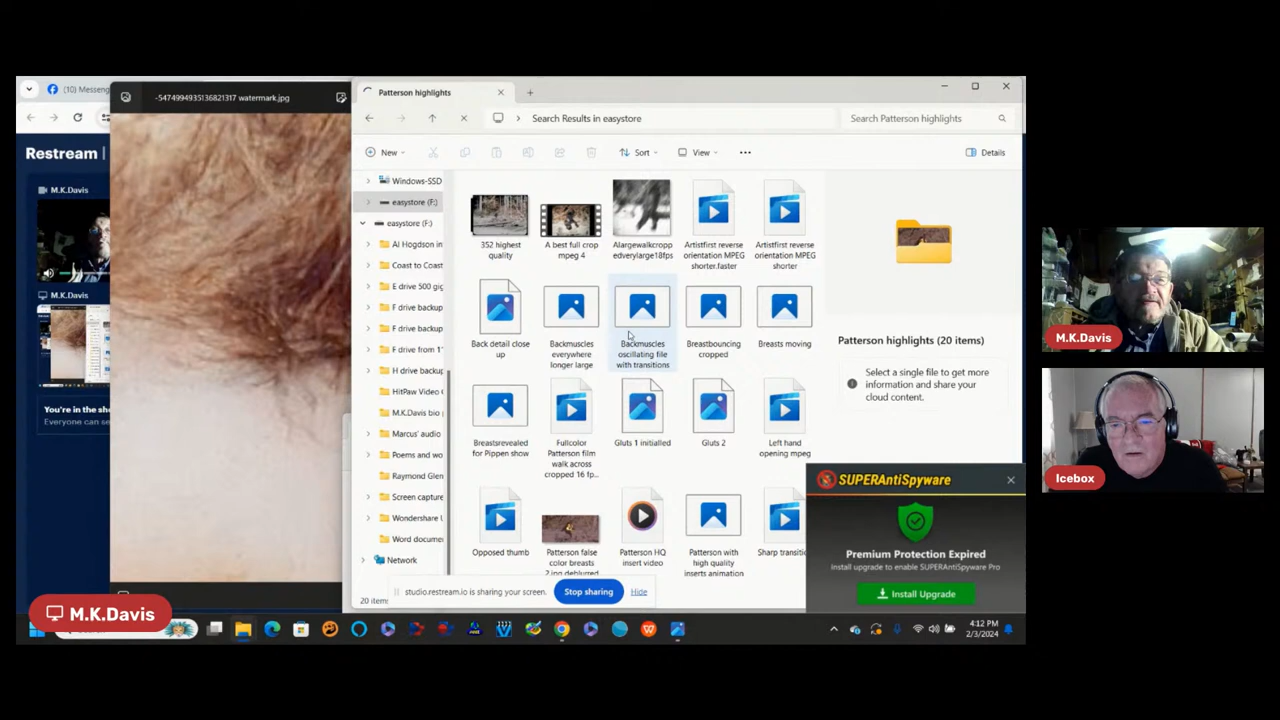 (10) Messeng
-5474994935136821317 watermark.jpg
Patterson highlights
Search Results in easystore
Search Patterson highlights
New
Sort
View
Details
Restream
M.K.Davis
M.K.Davis
You're in the sho
Everyone can se
Windows-SSD
easystore (F:)
easystore (F:)
Al Hogdson in
Coast to Coast
E drive 500 gig
F drive backup
F drive backup
F drive from 1
H drive backup
HitPaw Video C
M.K.Davis bio p
Marcus' audio
Poems and wo
Raymond Glen
Screen capture
Wondershare U
Word documen
Network
20 items
352 highest
quality
A best full crop
mpeg 4
Alargewalkcropp
edverylarge18fps
Artistfirst reverse
orientation MPEG
shorter.faster
Artistfirst reverse
orientation MPEG
shorter
Back detail close
up
Backmuscles
everywhere
longer large
Backmuscles
oscillating file
with transitions
Breastbouncing
cropped
Breasts moving
Breastsrevealed
for Pippen show
Fullcolor
Patterson film
walk across
cropped 16 fp...
Gluts 1 initialled
Gluts 2
Left hand
opening mpeg
Opposed thumb
Patterson false
color breasts
2.jpg deblurred
Patterson HQ
insert video
Patterson with
high quality
inserts animation
Sharp transitio
Patterson highlights (20 items)
Select a single file to get more
information and share your
cloud content.
SUPERAntiSpyware
Premium Protection Expired
Install upgrade to enable SUPERAntiSpyware Pro
Install Upgrade
studio.restream.io is sharing your screen.
Stop sharing
Hide
4:12 PM
2/3/2024
M.K.Davis
M.K.Davis
Icebox